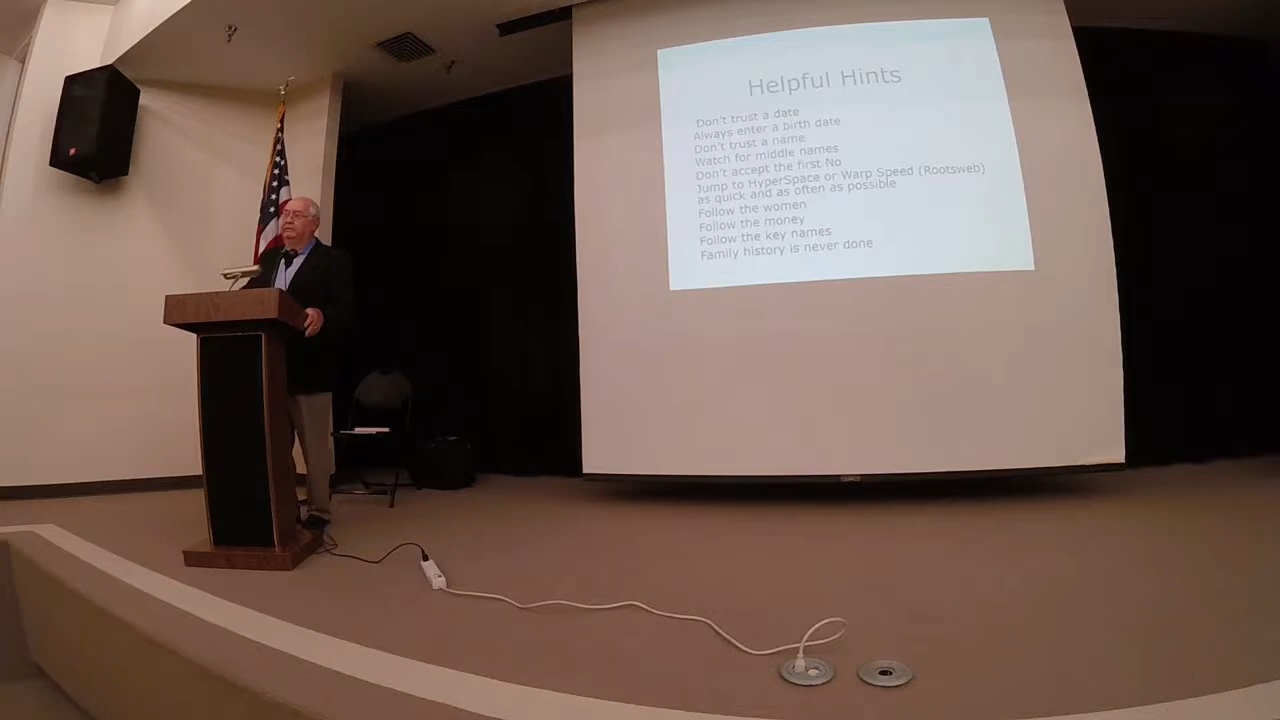 Helpful Hints
Don't trust a date
Always enter a birth date
Don't trust a name
Watch for middle names
Don't accept the first No
Jump to HyperSpace or Warp Speed (Rootsweb)
as quick and as often as possible
Follow the women
Follow the money
Follow the key names
Family history is never done